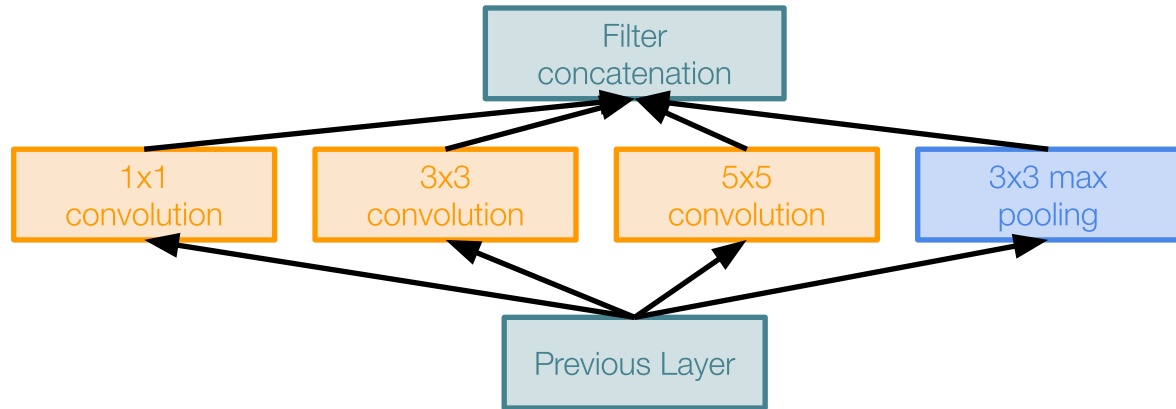 Filter
concatenation
1x1
convolution
3x3
convolution
5x5
convolution
3x3 max
pooling
Previous Layer